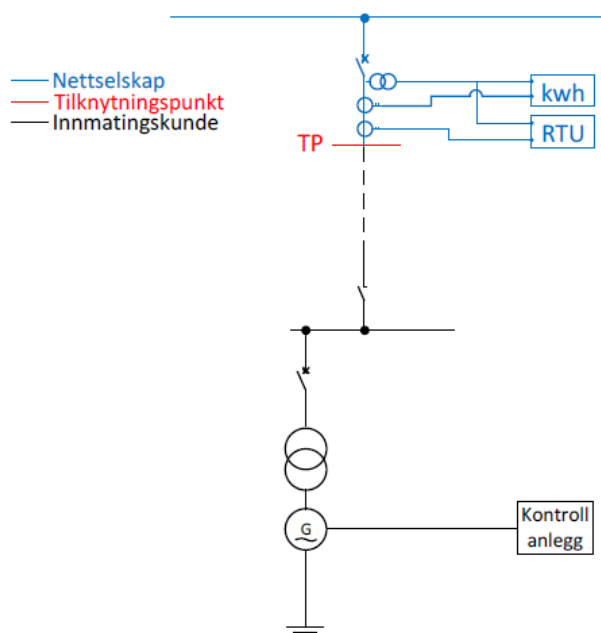 Nettselskap
Tilknytningspunkt
Innmatingskunde
kwh
RTU
TP
G
Kontroll
anlegg